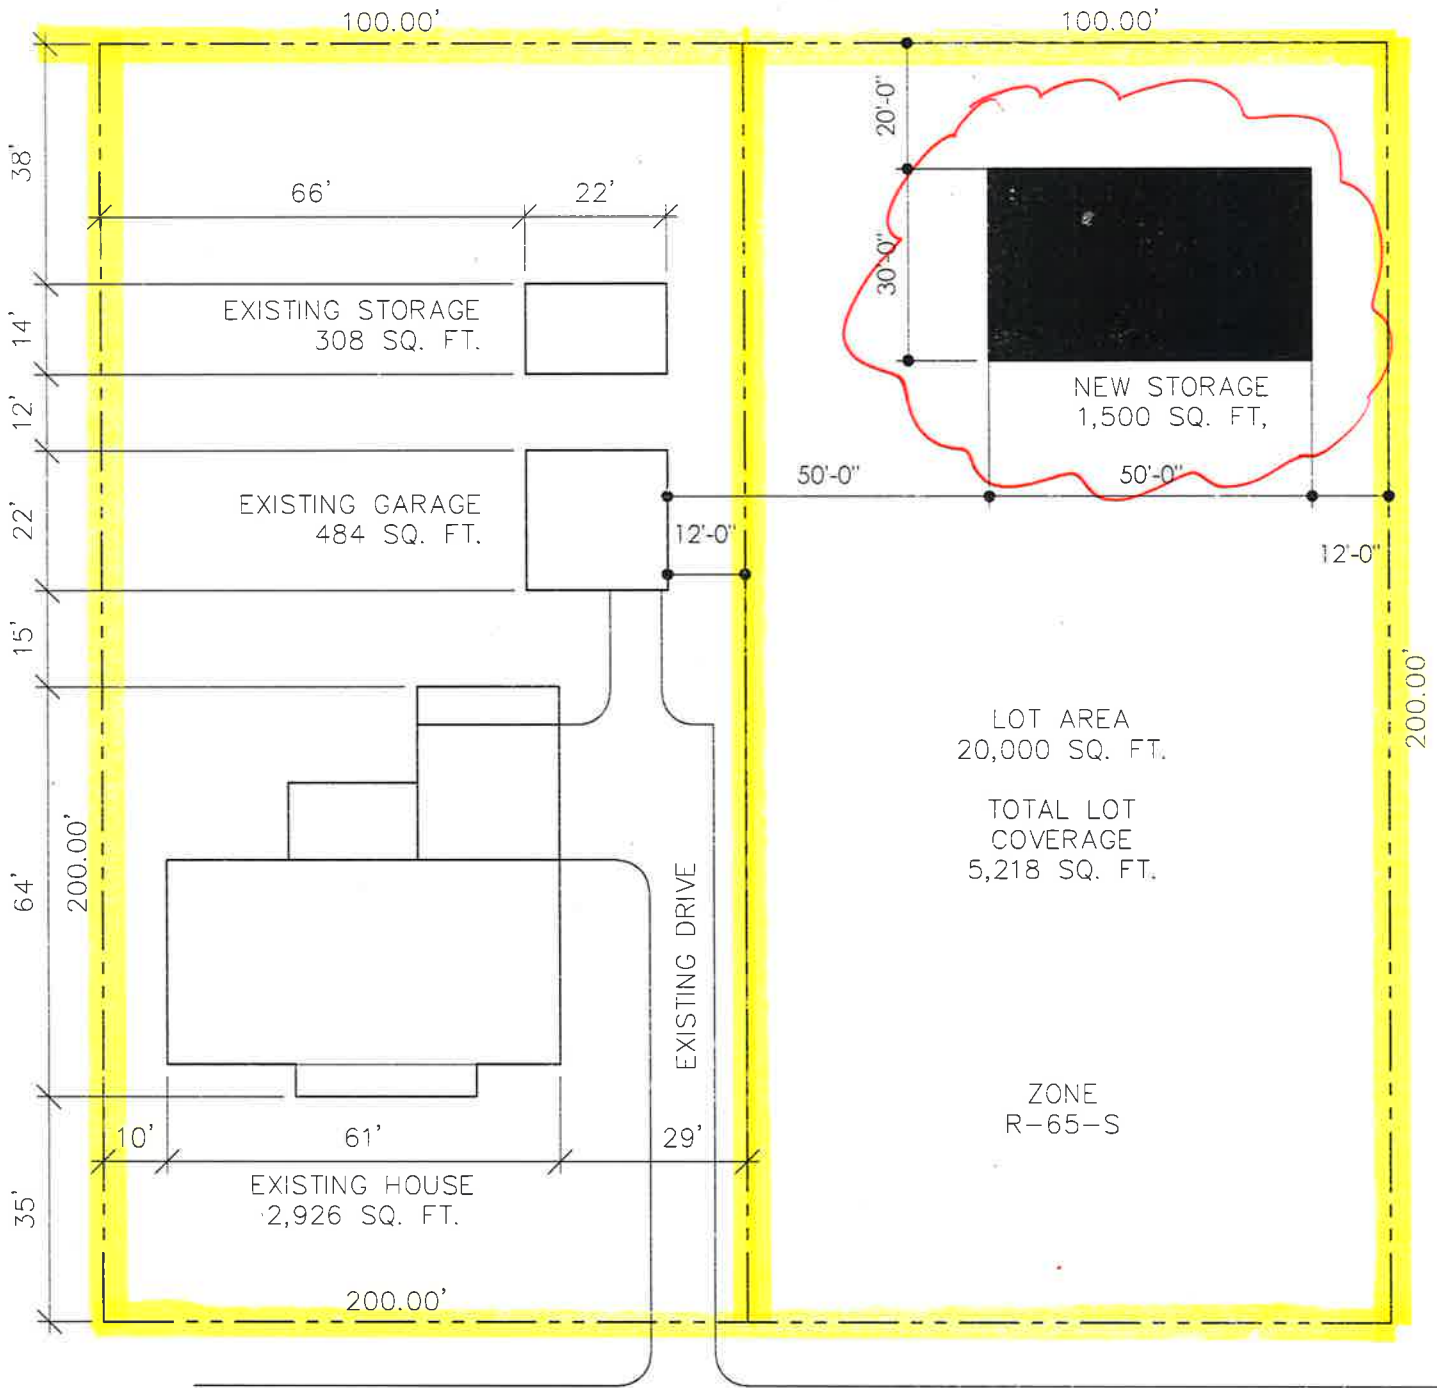 100.00'
100.00'
20'-0"
38'
66'
22'
30'-0"
EXISTING STORAGE
308 SQ. FT.
14'
NEW STORAGE
1,500 SQ. FT,
12'
50'-0"
50'-0"
EXISTING GARAGE
484 SQ. FT.
22'
12'-0"
12'-0"
15'
200.00'
LOT AREA
20,000 SQ. FT.
TOTAL LOT
COVERAGE
5,218 SQ. FT.
64'
200.00'
EXISTING DRIVE
ZONE
R-65-S
10'
61'
29'
EXISTING HOUSE
2,926 SQ. FT.
35'
200.00'